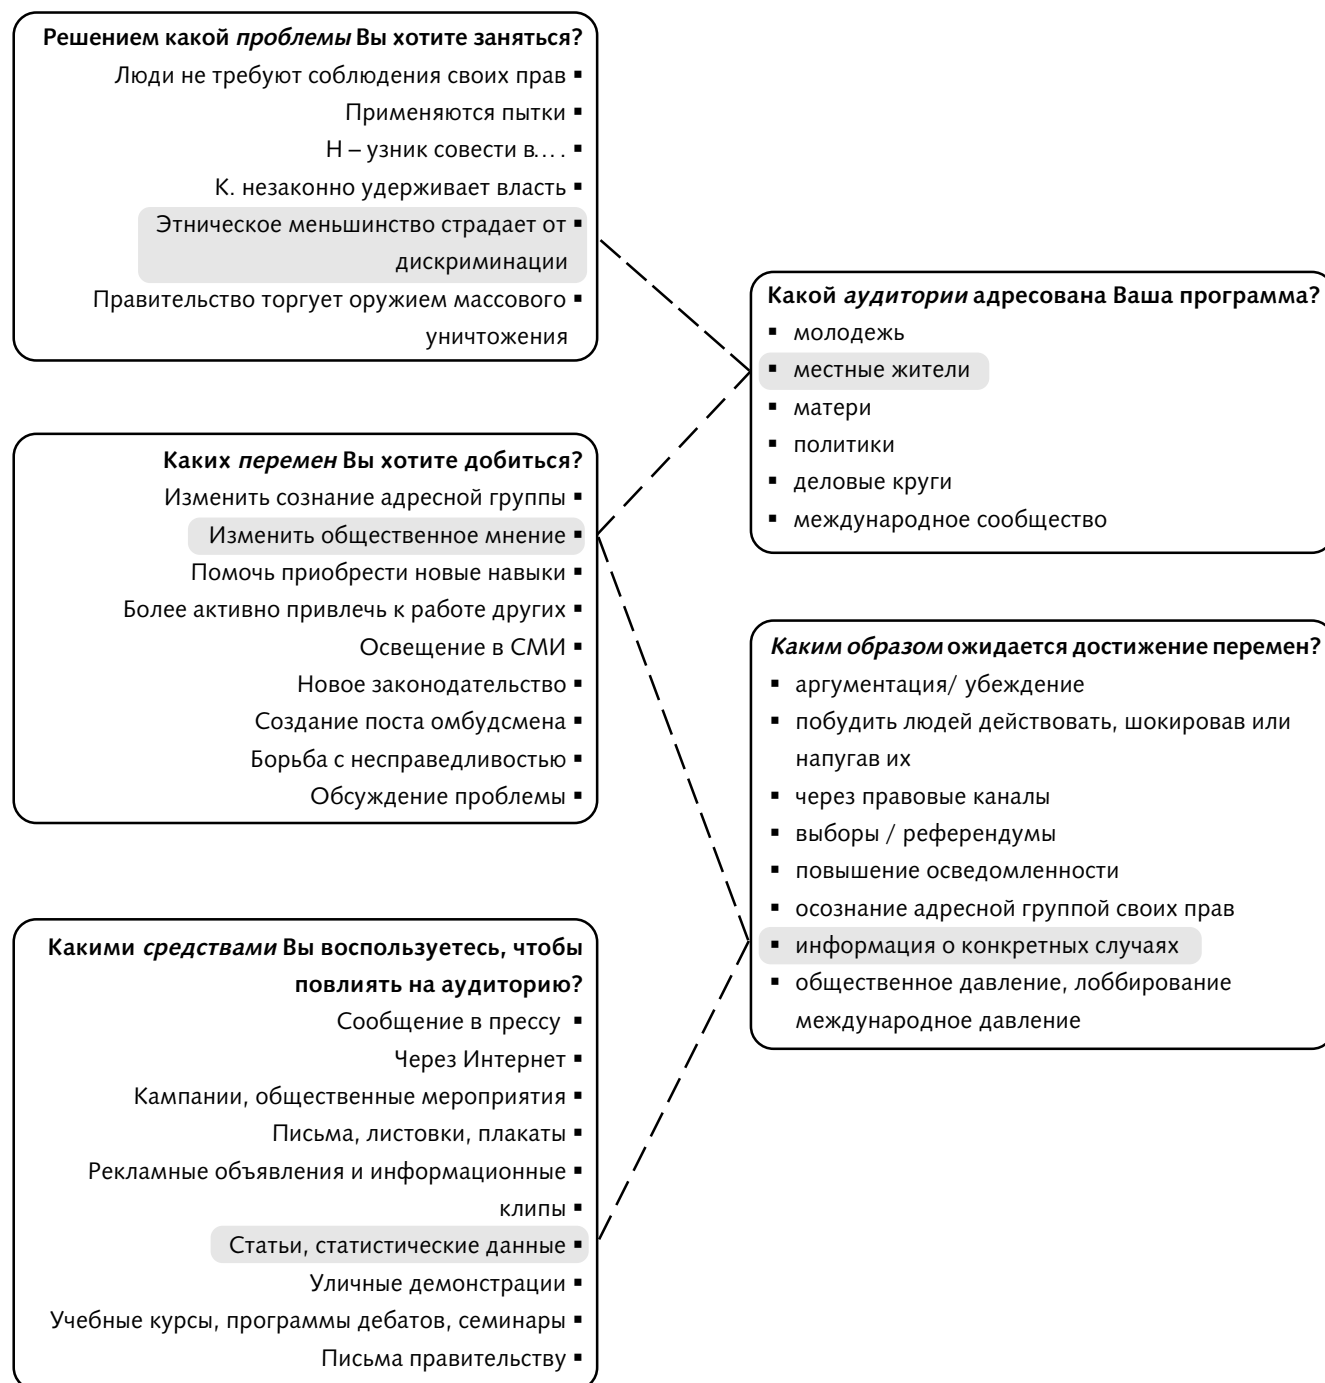 Решением какой проблемы Вы хотите заняться?
Люди не требуют соблюдения своих прав ▪
Применяются пытки ▪
Н – узник совести в.... ▪
К. незаконно удерживает власть ▪
Этническое меньшинство страдает от ▪
дискриминации
Правительство торгует оружием массового ▪
уничтожения
Какой аудитории адресована Ваша программа?
▪ молодежь
▪ местные жители
▪ матери
▪ политики
▪ деловые круги
▪ международное сообщество
Каких перемен Вы хотите добиться?
Изменить сознание адресной группы ▪
Изменить общественное мнение ▪
Помочь приобрести новые навыки ▪
Более активно привлечь к работе других ▪
Освещение в СМИ ▪
Новое законодательство ▪
Создание поста омбудсмена ▪
Борьба с несправедливостью ▪
Обсуждение проблемы ▪
Каким образом ожидается достижение перемен?
▪ аргументация/ убеждение
▪ побудить людей действовать, шокировав или
напугав их
▪ через правовые каналы
▪ выборы / референдумы
▪ повышение осведомленности
▪ осознание адресной группой своих прав
▪ информация о конкретных случаях
▪ общественное давление, лоббирование
международное давление
Какими средствами Вы воспользуетесь, чтобы
повлиять на аудиторию?
Сообщение в прессу ▪
Через Интернет ▪
Кампании, общественные мероприятия ▪
Письма, листовки, плакаты ▪
Рекламные объявления и информационные
клипы ▪
Статьи, статистические данные ▪
Уличные демонстрации ▪
Учебные курсы, программы дебатов, семинары ▪
Письма правительству ▪